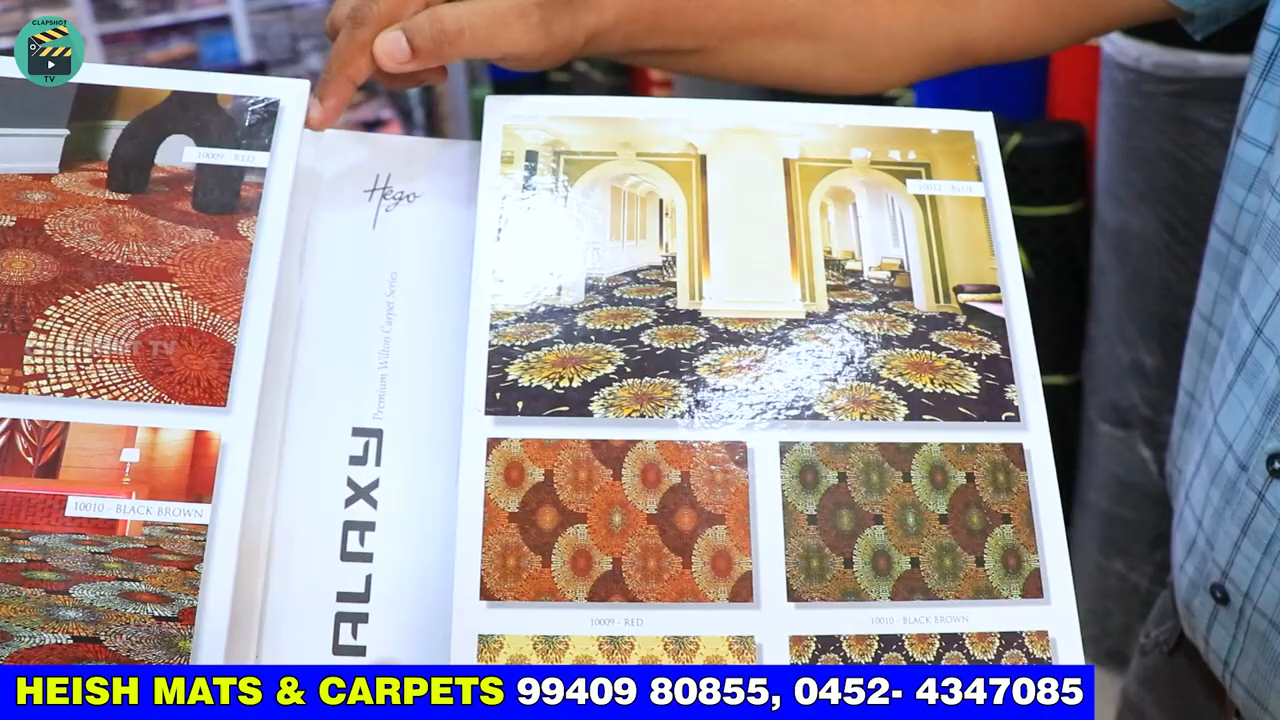 CLAPSHOT
TV
10009 - RED
Hego
10012 - BLUE
Premium Wilton Carpet Series
ALAXY
10010 - BLACK BROWN
10009 - RED
10010 - BLACK BROWN
HEISH MATS & CARPETS 99409 80855, 0452- 4347085